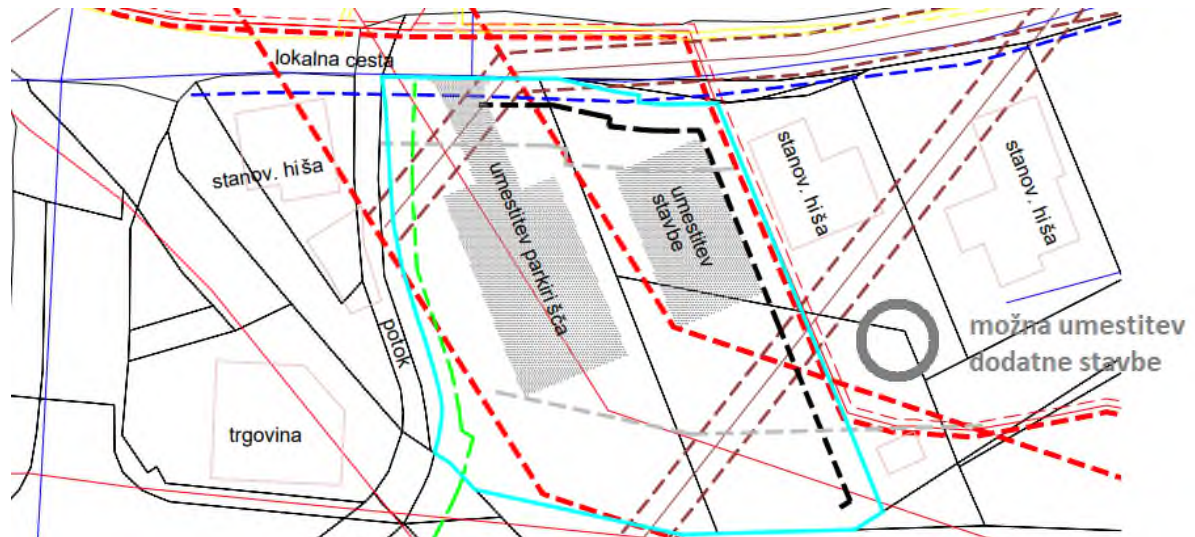 lokalna cesta
stanov. hiša
umestitev parkirišča
umestitev
stavbe
stanov. hiša
stanov. hiša
potok
možna umestitev
dodatne stavbe
trgovina